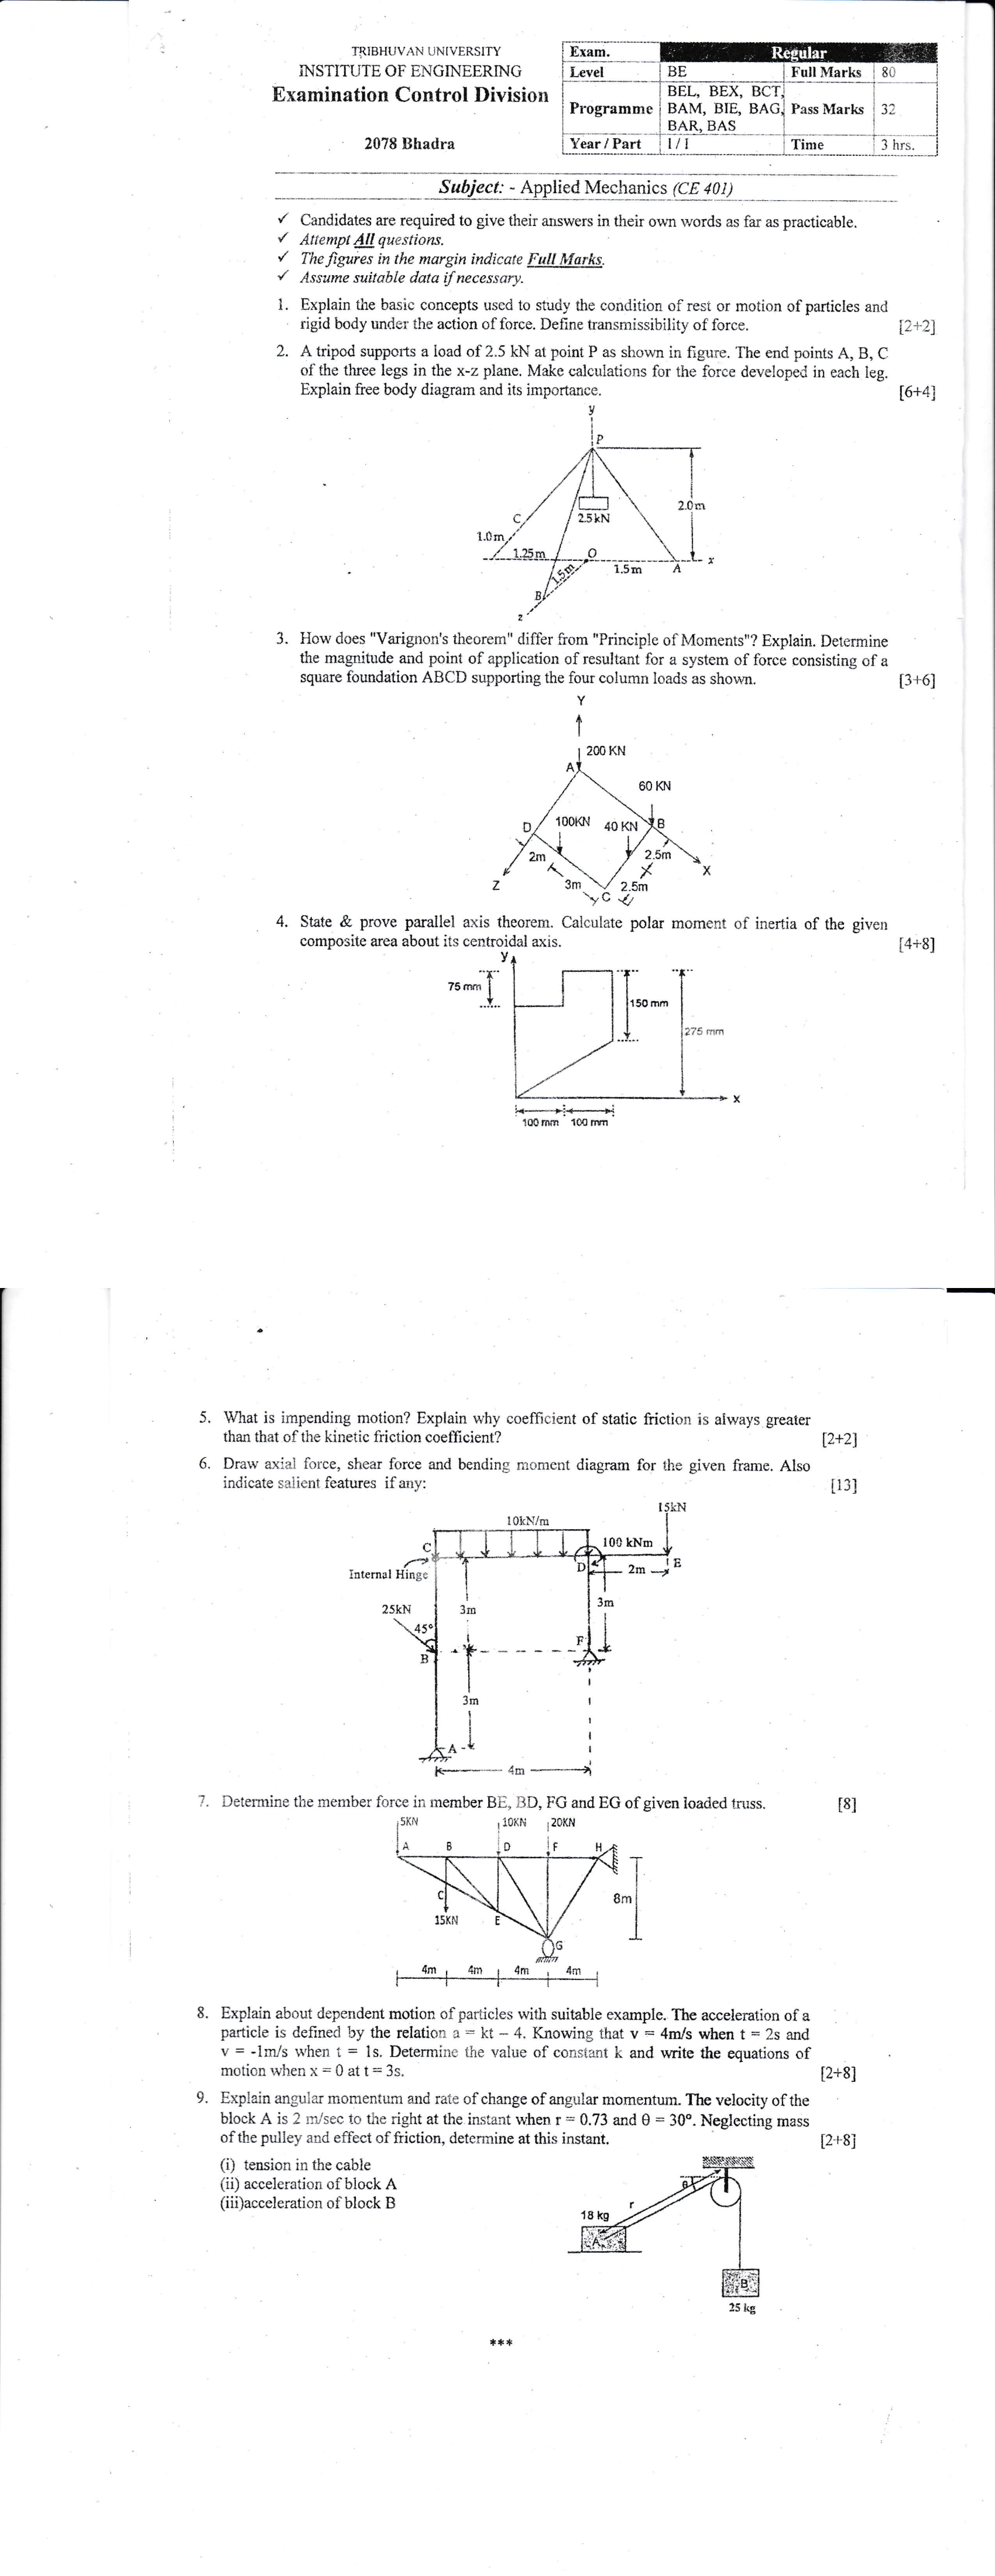 TRIBHUVAN UNIVERSITY
INSTITUTE OF ENGINEERING
Examination Control Division
2078 Bhadra
Exam. Regular
Level BE Full Marks 80
Programme BEL, BEX, BCT, BAM, BIE, BAG, BAR, BAS Pass Marks 32
Year / Part I / I Time 3 hrs.
Subject: - Applied Mechanics (CE 401)
✓ Candidates are required to give their answers in their own words as far as practicable.
✓ Attempt All questions.
✓ The figures in the margin indicate Full Marks.
✓ Assume suitable data if necessary.
1. Explain the basic concepts used to study the condition of rest or motion of particles and
rigid body under the action of force. Define transmissibility of force. [2+2]
2. A tripod supports a load of 2.5 kN at point P as shown in figure. The end points A, B, C
of the three legs in the x-z plane. Make calculations for the force developed in each leg.
Explain free body diagram and its importance. [6+4]
y
P
2.0m
2.5kN
C
1.0m
1.25m
O
x
1.5m
A
1.5m
B
z
3. How does "Varignon's theorem" differ from "Principle of Moments"? Explain. Determine
the magnitude and point of application of resultant for a system of force consisting of a
square foundation ABCD supporting the four column loads as shown. [3+6]
Y
200 KN
A
60 KN
D
100KN
40 KN
B
2m
2.5m
X
Z
3m
2.5m
C
4. State & prove parallel axis theorem. Calculate polar moment of inertia of the given
composite area about its centroidal axis. [4+8]
y
75 mm
150 mm
275 mm
x
100 mm 100 mm
5. What is impending motion? Explain why coefficient of static friction is always greater
than that of the kinetic friction coefficient? [2+2]
6. Draw axial force, shear force and bending moment diagram for the given frame. Also
indicate salient features if any: [13]
15kN
10kN/m
100 kNm
C
D
E
2m
Internal Hinge
3m
25kN
3m
45°
F
B
3m
A
4m
7. Determine the member force in member BE, BD, FG and EG of given loaded truss. [8]
5KN 10KN 20KN
A B D F H
C
8m
15KN
E
G
4m 4m 4m 4m
8. Explain about dependent motion of particles with suitable example. The acceleration of a
particle is defined by the relation a = kt – 4. Knowing that v = 4m/s when t = 2s and
v = -1m/s when t = 1s. Determine the value of constant k and write the equations of
motion when x = 0 at t = 3s. [2+8]
9. Explain angular momentum and rate of change of angular momentum. The velocity of the
block A is 2 m/sec to the right at the instant when r = 0.73 and θ = 30°. Neglecting mass
of the pulley and effect of friction, determine at this instant. [2+8]
(i) tension in the cable
(ii) acceleration of block A
(iii)acceleration of block B
θ
r
18 kg
A
B
25 kg
***